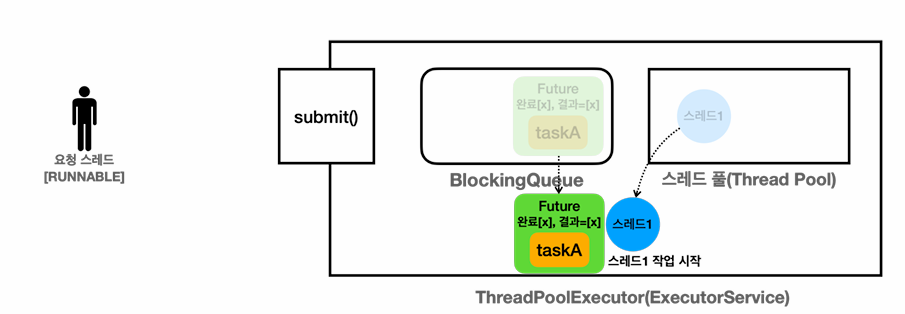 요청 스레드
[RUNNABLE]
submit()
Future
완료[x], 결과=[x]
taskA
BlockingQueue
스레드1
스레드 풀(Thread Pool)
Future
완료[x], 결과=[x]
taskA
스레드1
스레드1 작업 시작
ThreadPoolExecutor(ExecutorService)